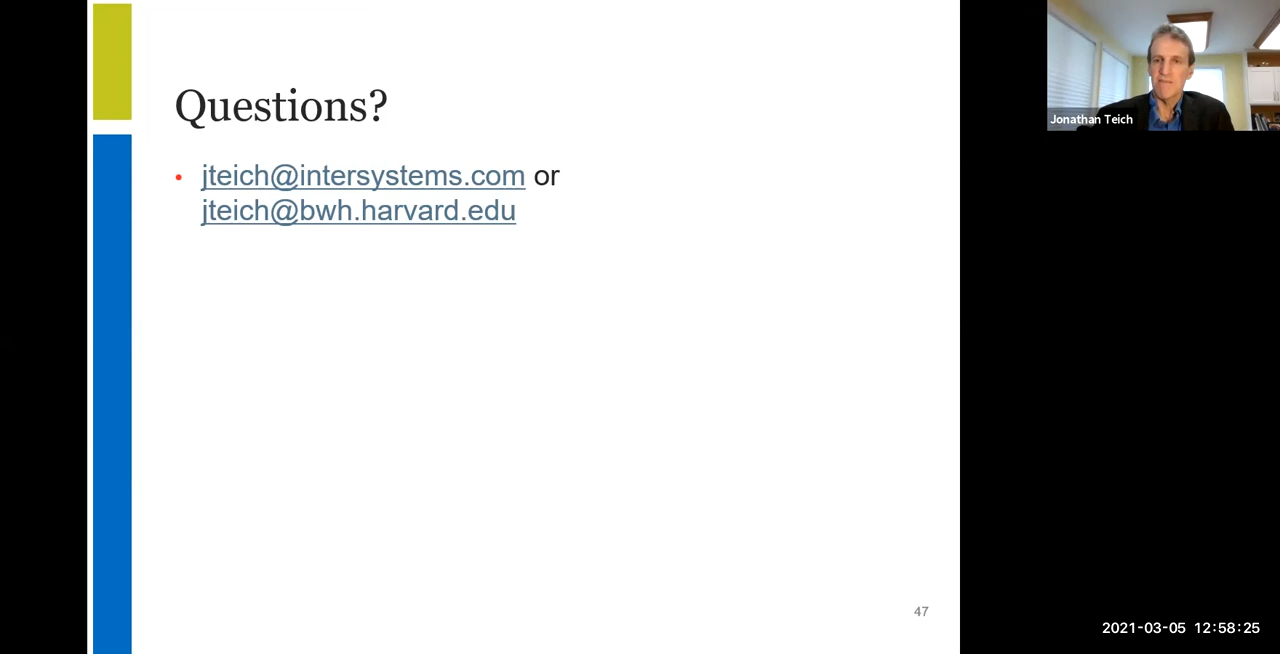 Questions?
• jteich@intersystems.com or
jteich@bwh.harvard.edu
47
Jonathan Teich
2021-03-05 12:58:25